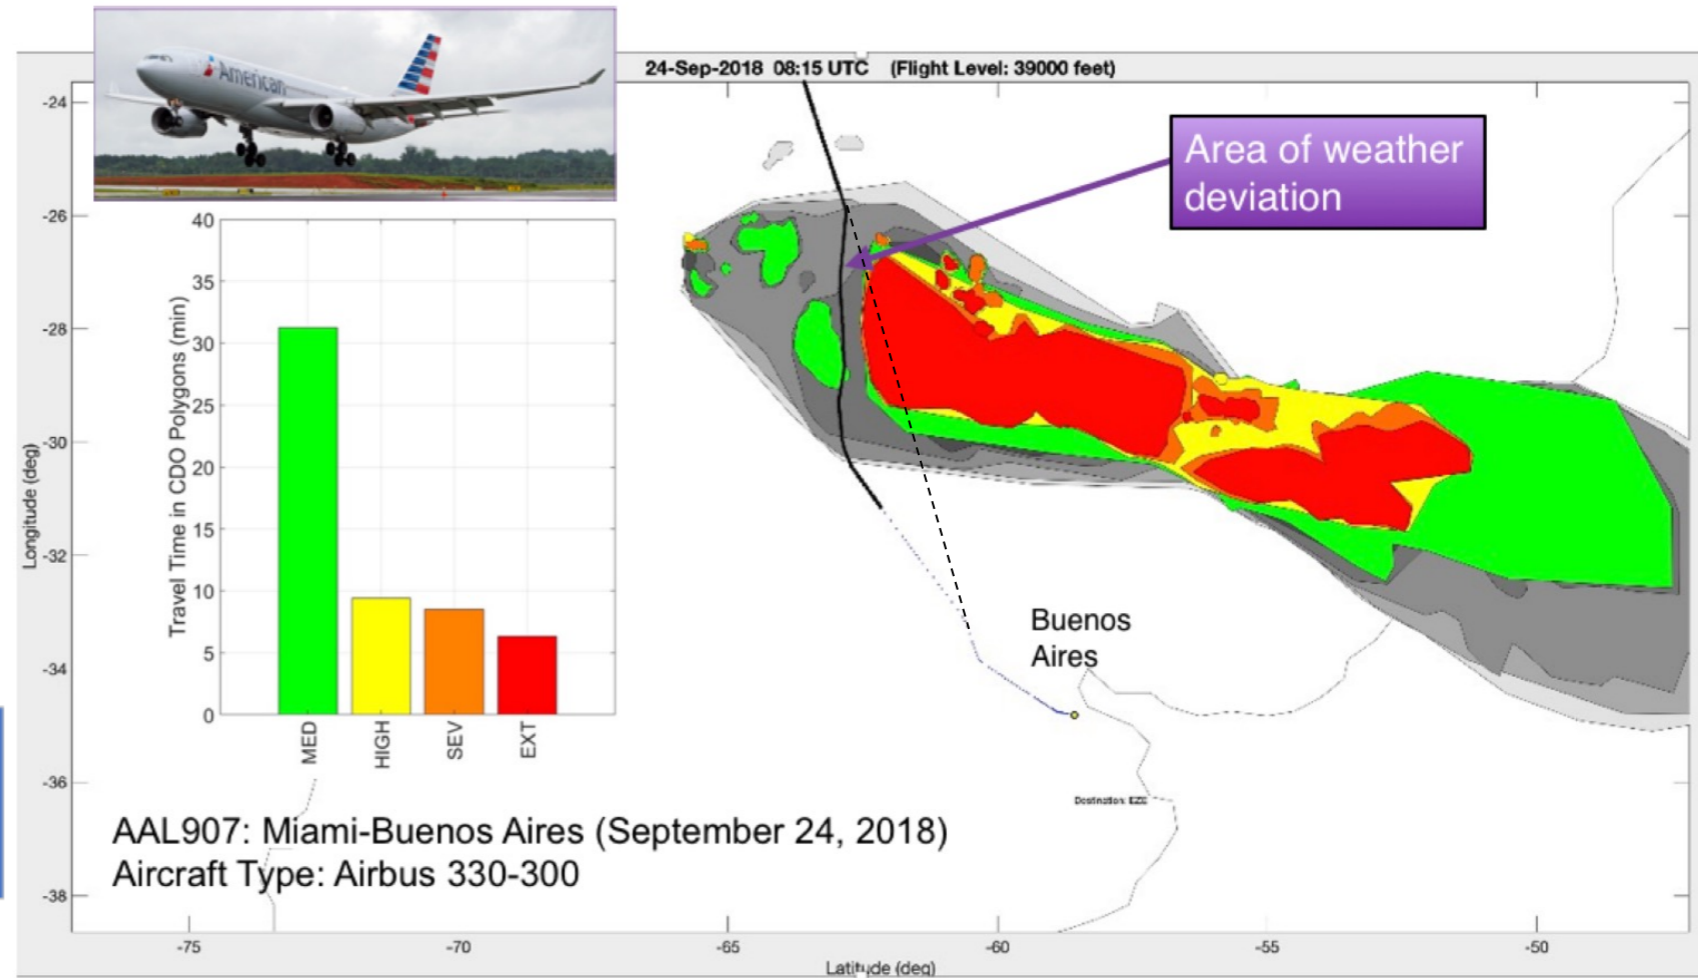 American
24-Sep-2018 08:15 UTC (Flight Level: 39000 feet)
Area of weather
deviation
-24
-26
-28
-30
-32
-34
-36
-38
Longitude (deg)
40
35
30
25
20
15
10
5
0
Travel Time in CDO Polygons (min)
MED
HIGH
SEV
EXT
Buenos
Aires
Destination: EZE
AAL907: Miami-Buenos Aires (September 24, 2018)
Aircraft Type: Airbus 330-300
-75
-70
-65
-60
-55
-50
Latitude (deg)